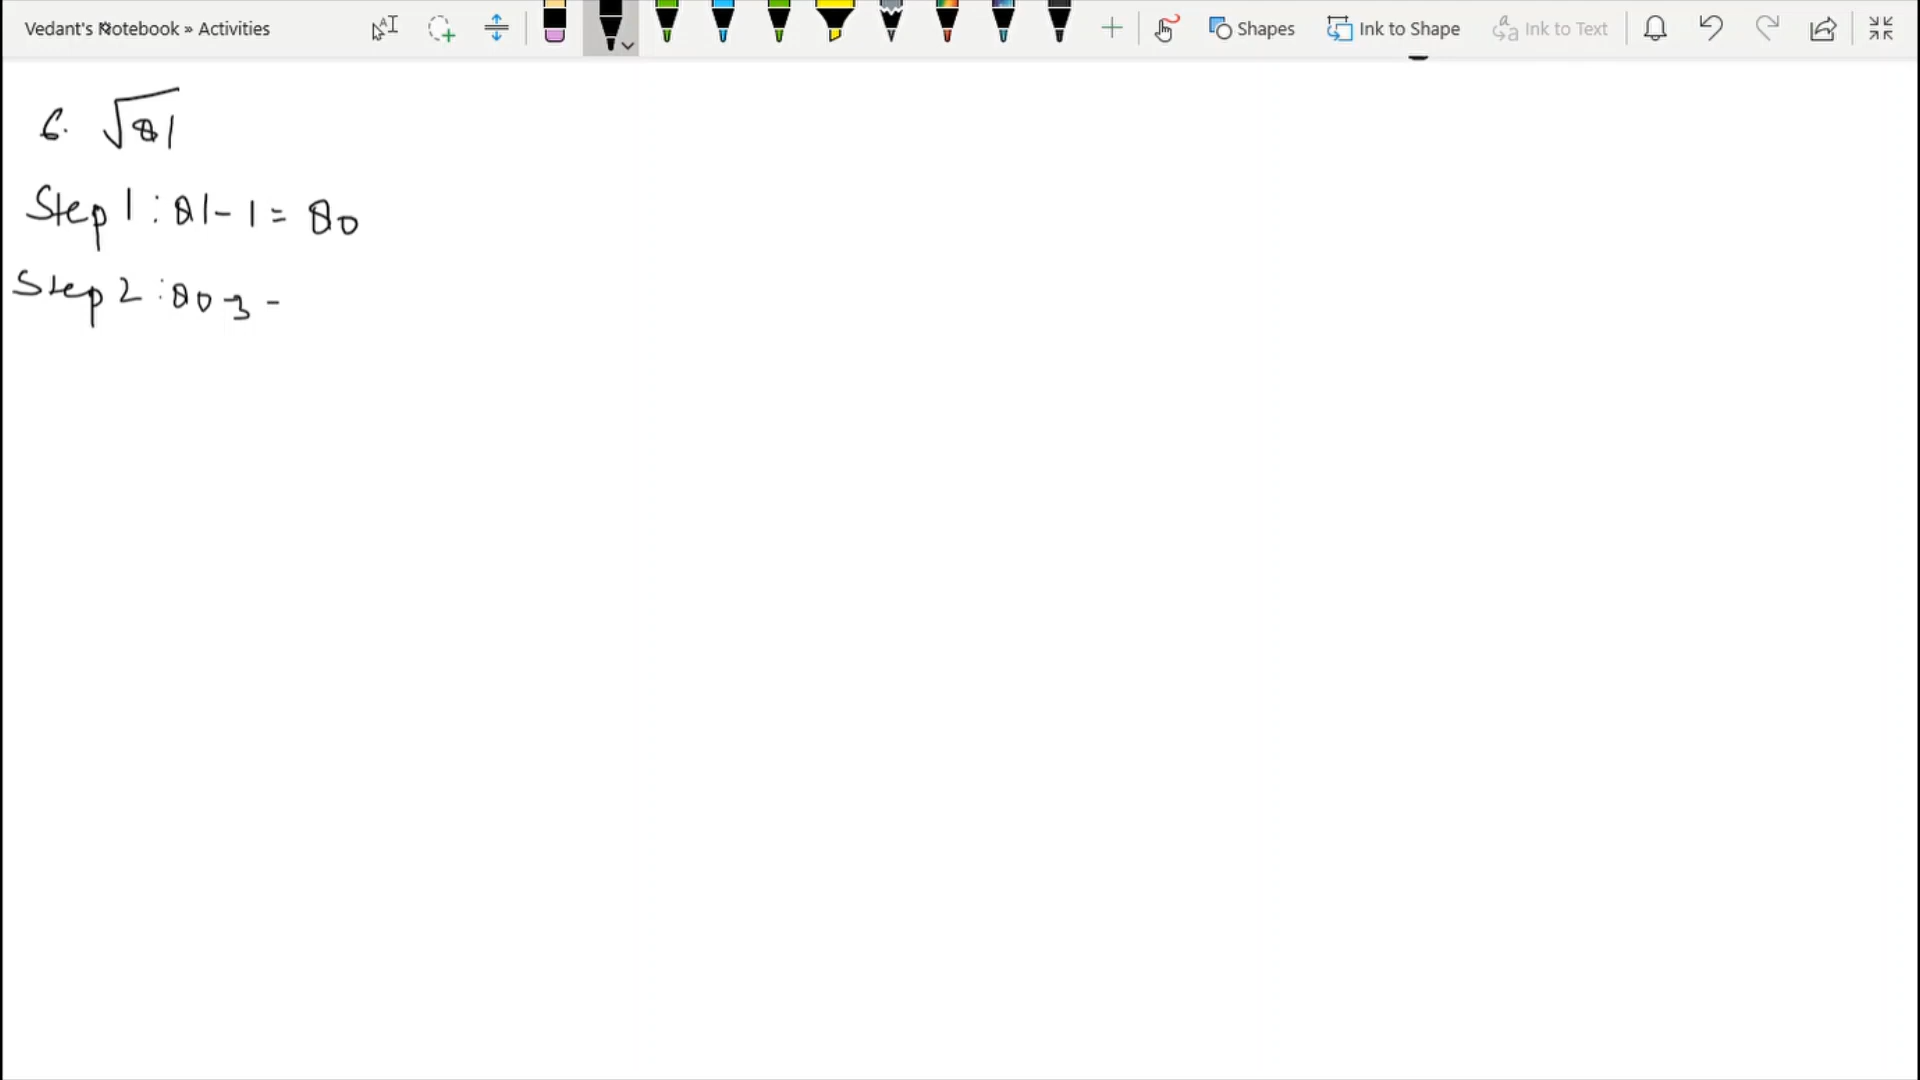 Vedant's Notebook » Activities
Shapes
Ink to Shape
Ink to Text
6. √81
Step 1 : 81 - 1 = 80
Step 2 : 80 - 3 -